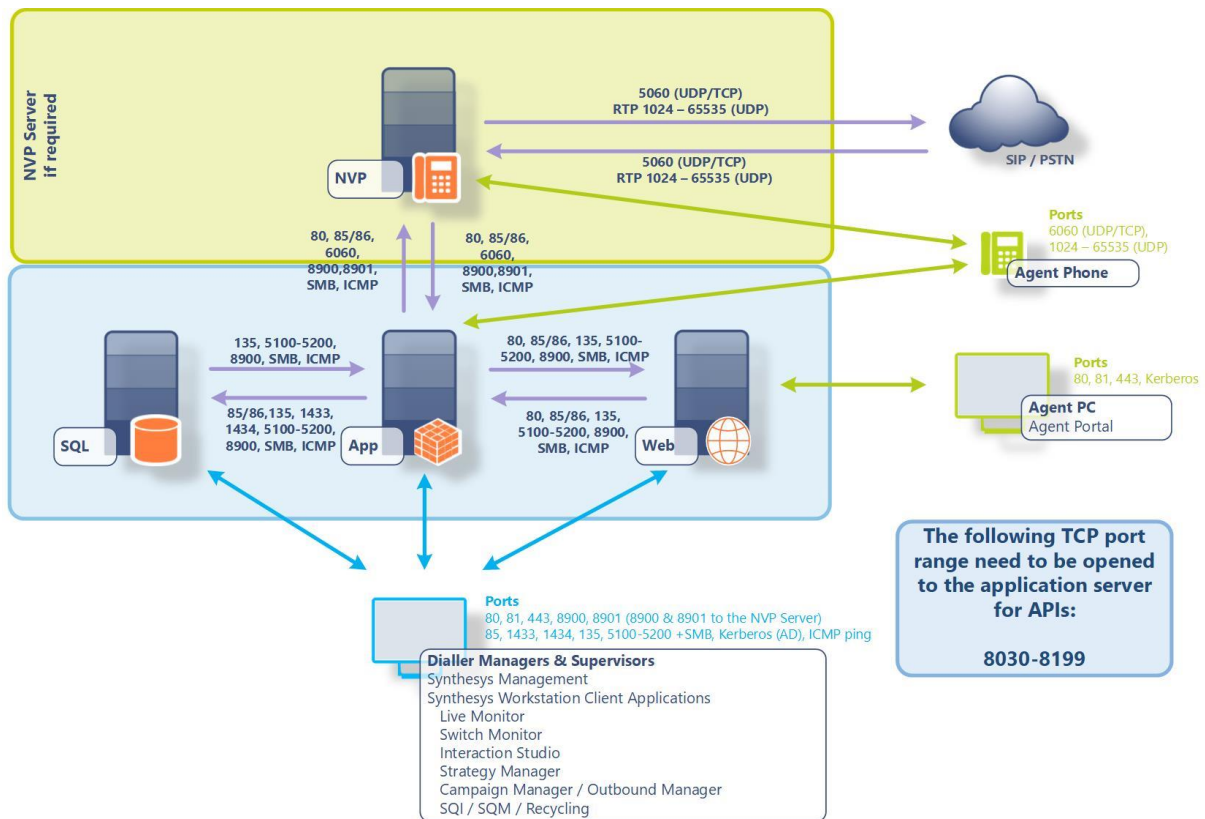 NVP Server
if required
5060 (UDP/TCP)
RTP 1024 – 65535 (UDP)
5060 (UDP/TCP)
RTP 1024 – 65535 (UDP)
SIP / PSTN
NVP
Ports
6060 (UDP/TCP),
1024 – 65535 (UDP)
Agent Phone
80, 85/86,
6060,
8900,8901,
SMB, ICMP
80, 85/86,
6060,
8900,8901,
SMB, ICMP
135, 5100-5200,
8900, SMB, ICMP
80, 85/86, 135, 5100-
5200, 8900, SMB, ICMP
85/86,135, 1433,
1434, 5100-5200,
8900, SMB, ICMP
80, 85/86, 135,
5100-5200, 8900,
SMB, ICMP
SQL
App
Web
Ports
80, 81, 443, Kerberos
Agent PC
Agent Portal
The following TCP port
range need to be opened
to the application server
for APIs:
8030-8199
Ports
80, 81, 443, 8900, 8901 (8900 & 8901 to the NVP Server)
85, 1433, 1434, 135, 5100-5200 +SMB, Kerberos (AD), ICMP ping
Dialler Managers & Supervisors
Synthesys Management
Synthesys Workstation Client Applications
Live Monitor
Switch Monitor
Interaction Studio
Strategy Manager
Campaign Manager / Outbound Manager
SQI / SQM / Recycling